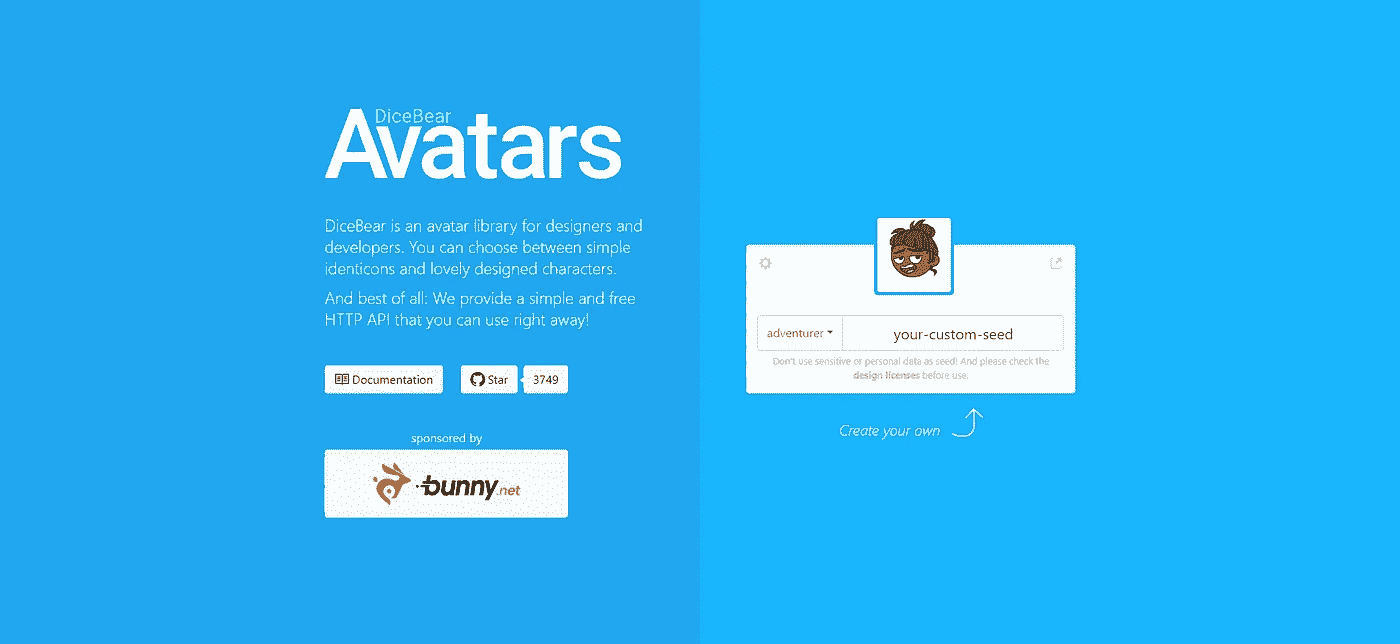 DiceBear
Avatars
DiceBear is an avatar library for designers and
developers. You can choose between simple
identicons and lovely designed characters.
And best of all: We provide a simple and free
HTTP API that you can use right away!
Documentation
Star
3749
sponsored by
bunny.net
adventurer
your-custom-seed
Don't use sensitive or personal data as seed! And please check the
design licenses before use.
Create your own